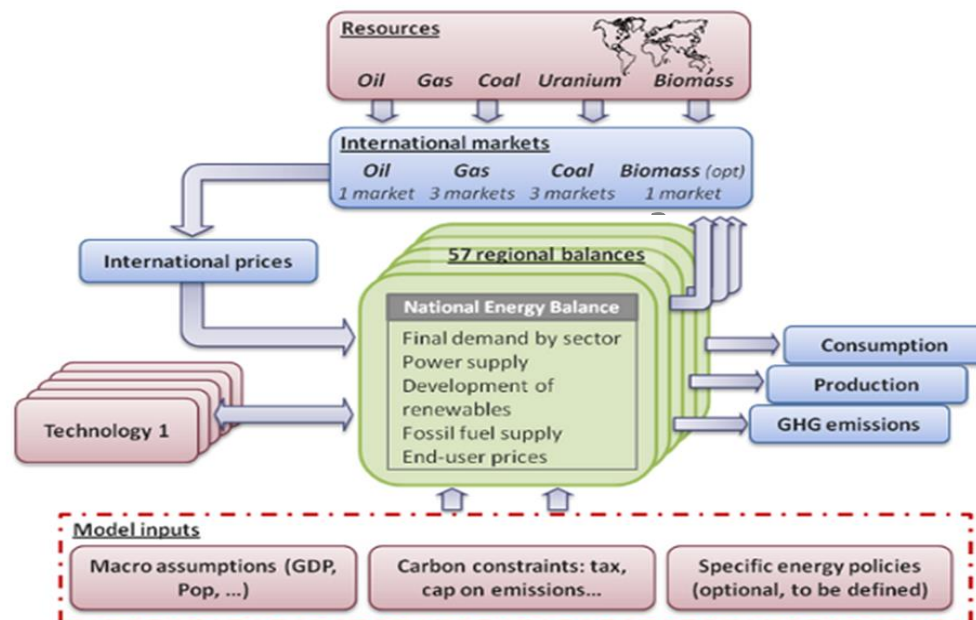 Resources
Oil Gas Coal Uranium Biomass
International markets
Oil Gas Coal Biomass (opt)
1 market 3 markets 3 markets 1 market
International prices
57 regional balances
National Energy Balance
Final demand by sector
Power supply
Development of
renewables
Fossil fuel supply
End-user prices
Technology 1
Consumption
Production
GHG emissions
Model inputs
Macro assumptions (GDP,
Pop, ...)
Carbon constraints: tax,
cap on emissions...
Specific energy policies
(optional, to be defined)